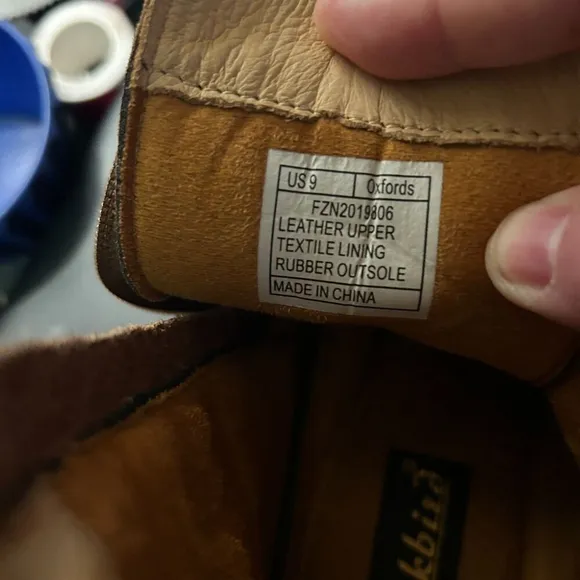 US 9 Oxfords
FZN2019806
LEATHER UPPER
TEXTILE LINING
RUBBER OUTSOLE
MADE IN CHINA